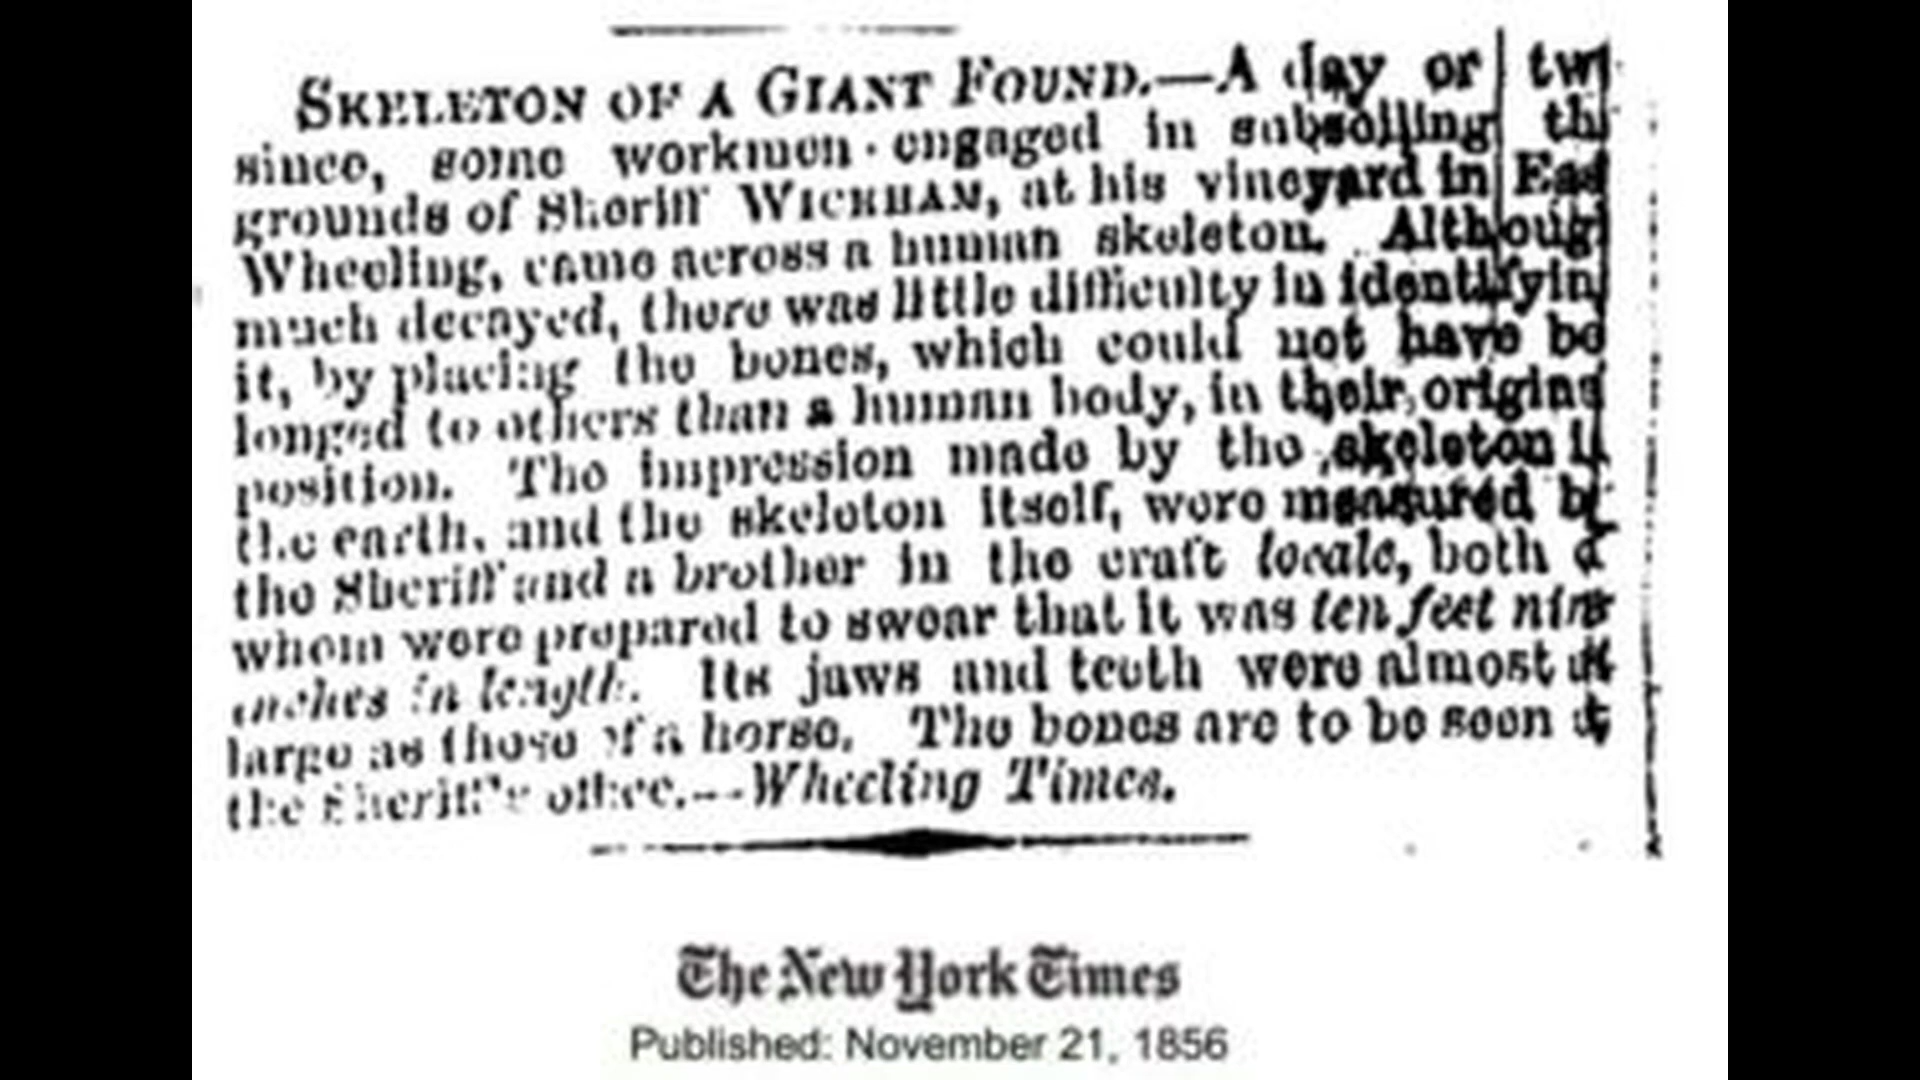 SKELETON OF A GIANT FOUND.—A day or tw
since, some workmen engaged in subsoiling th
grounds of Sheriff WICKHAM, at his vineyard in Eas
Wheeling, came across a human skeleton. Althoug
much decayed, there was little difficulty in identifyin
it, by placing the bones, which could not have be
longed to others than a human body, in their origina
position. The impression made by the skeleton i
the earth, and the skeleton itself, were measured b
the Sheriff and a brother in the craft locale, both o
whom were prepared to swear that it was ten feet nine
inches in length. Its jaws and teeth were almost as
large as those of a horse. The bones are to be seen at
the Sheriff's office.—Wheeling Times.
The New York Times
Published: November 21, 1856